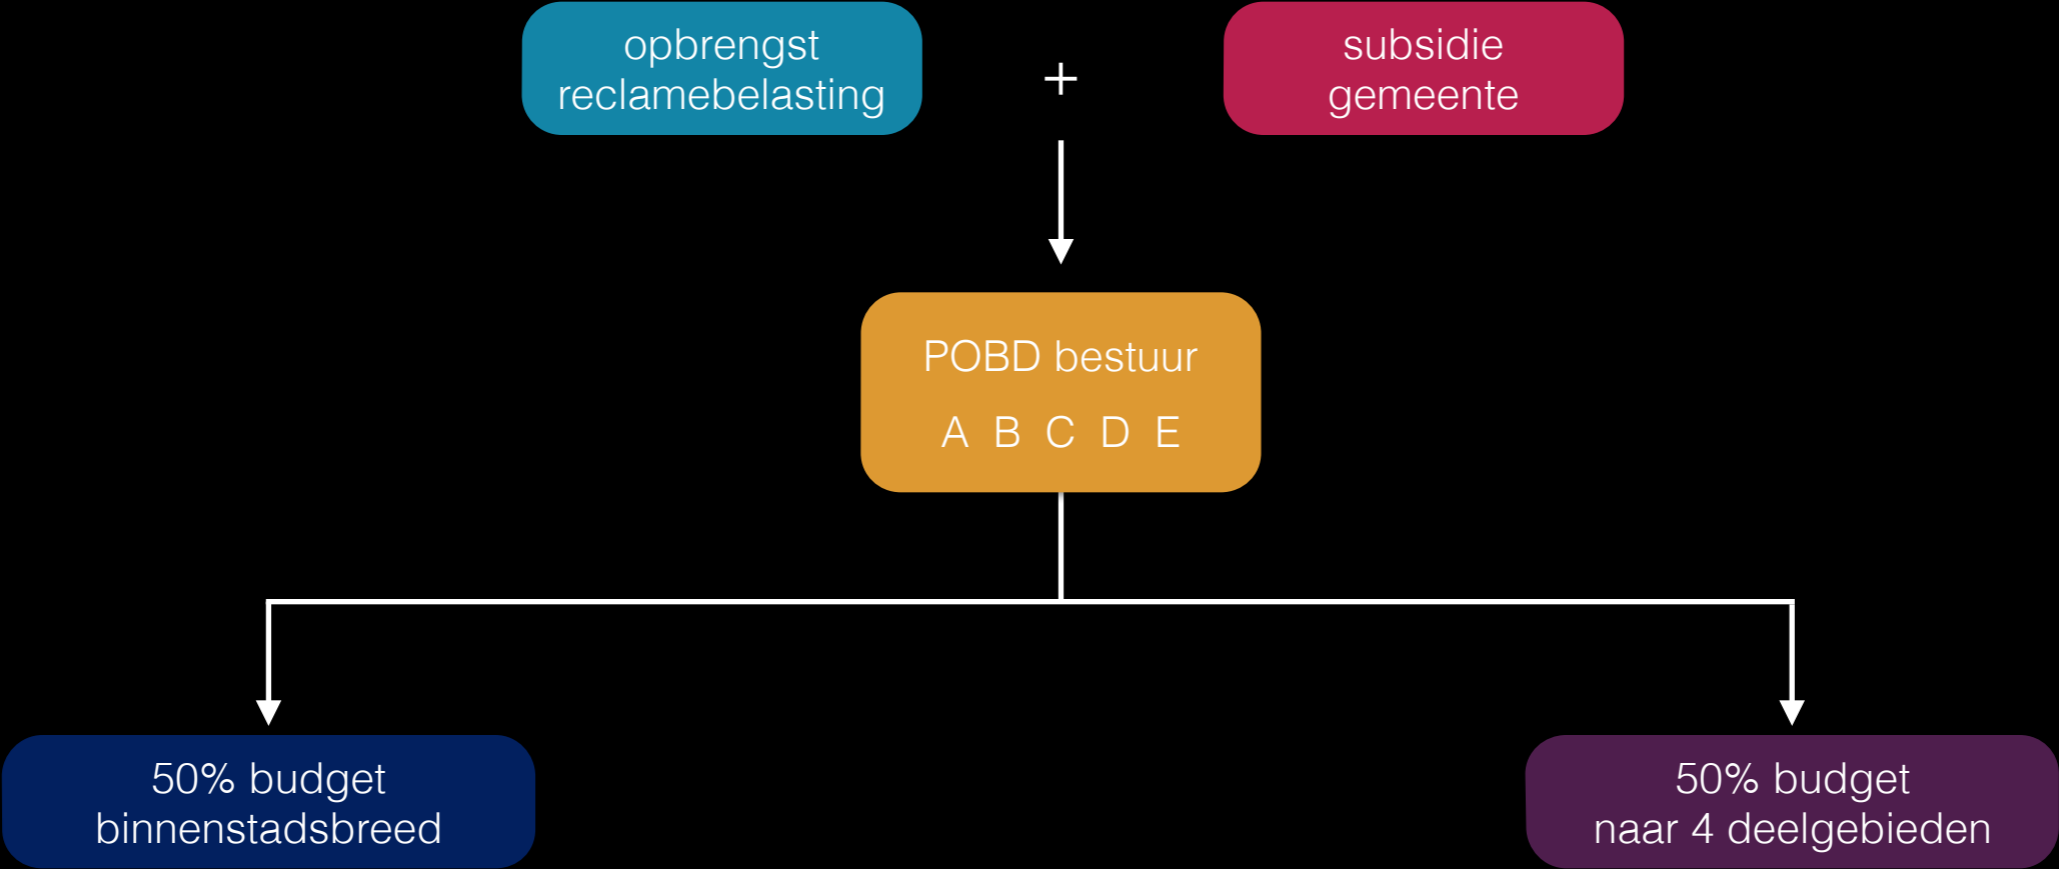 opbrengst
reclamebelasting
+
subsidie
gemeente
POBD bestuur
A B C D E
50% budget
binnenstadsbreed
50% budget
naar 4 deelgebieden